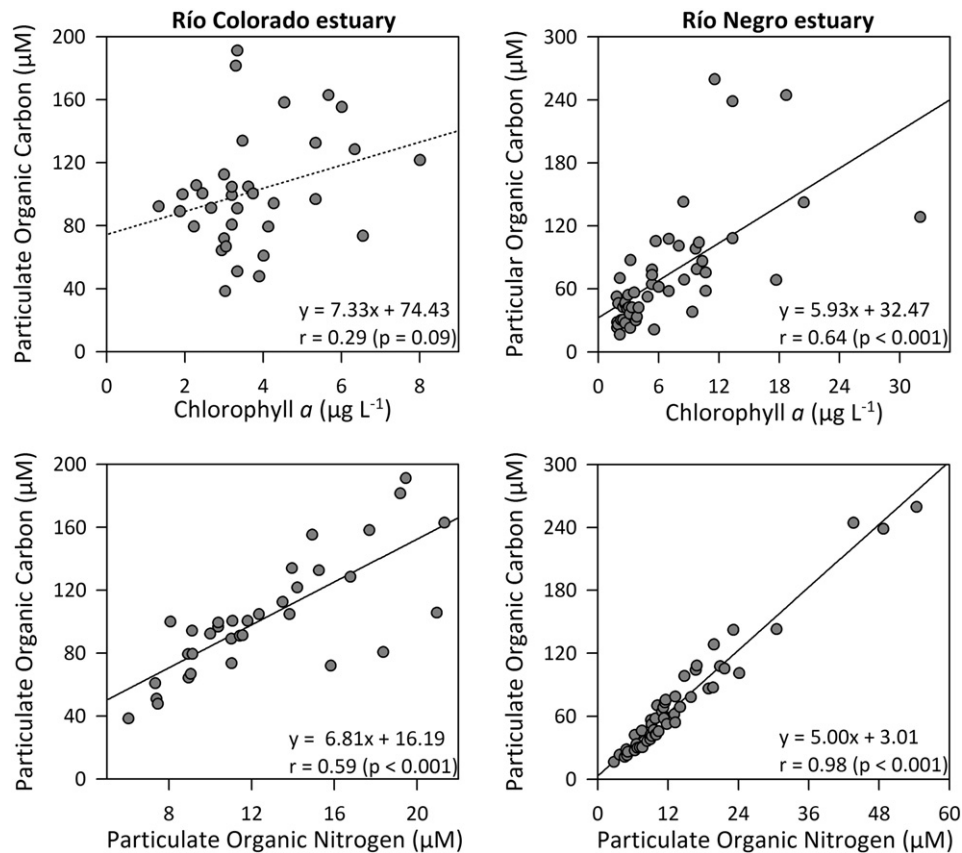 Río Colorado estuary
Particulate Organic Carbon (µM)
200
160
120
80
40
0
y = 7.33x + 74.43
r = 0.29 (p = 0.09)
0 2 4 6 8
Chlorophyll a (µg L-1)
Río Negro estuary
Particular Organic Carbon (µM)
300
240
180
120
60
0
y = 5.93x + 32.47
r = 0.64 (p < 0.001)
0 6 12 18 24 30
Chlorophyll a (µg L-1)
Particulate Organic Carbon (µM)
200
160
120
80
40
0
y = 6.81x + 16.19
r = 0.59 (p < 0.001)
8 12 16 20
Particulate Organic Nitrogen (µM)
Particulate Organic Carbon (µM)
300
240
180
120
60
0
y = 5.00x + 3.01
r = 0.98 (p < 0.001)
0 12 24 36 48 60
Particulate Organic Nitrogen (µM)